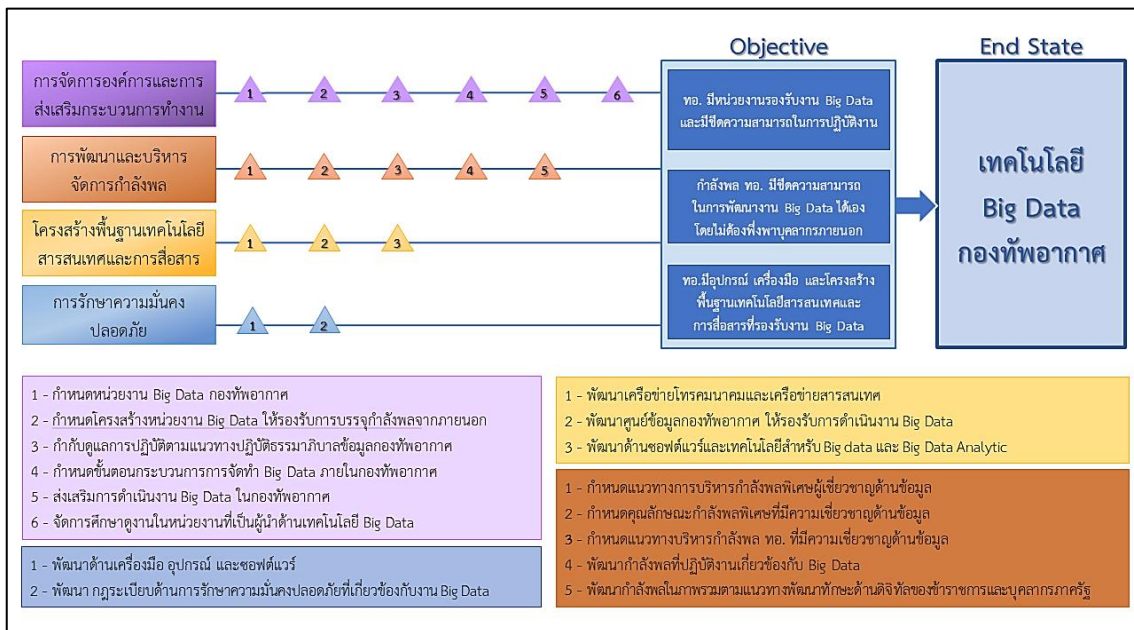 Objective
End State
การจัดการองค์การและการ
ส่งเสริมกระบวนการทำงาน
1 2 3 4 5 6
การพัฒนาและบริหาร
จัดการกำลังพล
1 2 3 4 5
โครงสร้างพื้นฐานเทคโนโลยี
สารสนเทศและการสื่อสาร
1 2 3
การรักษาความมั่นคง
ปลอดภัย
1 2
ทอ. มีหน่วยงานรองรับงาน Big Data
และมีขีดความสามารถในการปฏิบัติงาน
กำลังพล ทอ. มีขีดความสามารถ
ในการพัฒนางาน Big Data ได้เอง
โดยไม่ต้องพึ่งพาบุคลากรภายนอก
ทอ.มีอุปกรณ์ เครื่องมือ และโครงสร้าง
พื้นฐานเทคโนโลยีสารสนเทศและ
การสื่อสารที่รองรับงาน Big Data
เทคโนโลยี
Big Data
กองทัพอากาศ
1 - กำหนดหน่วยงาน Big Data กองทัพอากาศ
2 - กำหนดโครงสร้างหน่วยงาน Big Data ให้รองรับการบรรจุกำลังพลจากภายนอก
3 - กำกับดูแลการปฏิบัติตามแนวทางปฏิบัติธรรมาภิบาลข้อมูลกองทัพอากาศ
4 - กำหนดขั้นตอนกระบวนการการจัดทำ Big Data ภายในกองทัพอากาศ
5 - ส่งเสริมการดำเนินงาน Big Data ในกองทัพอากาศ
6 - จัดการศึกษาดูงานในหน่วยงานที่เป็นผู้นำด้านเทคโนโลยี Big Data
1 - พัฒนาด้านเครื่องมือ อุปกรณ์ และซอฟต์แวร์
2 - พัฒนา กฎระเบียบด้านการรักษาความมั่นคงปลอดภัยที่เกี่ยวข้องกับงาน Big Data
1 - พัฒนาเครือข่ายโทรคมนาคมและเครือข่ายสารสนเทศ
2 - พัฒนาศูนย์ข้อมูลกองทัพอากาศ ให้รองรับการดำเนินงาน Big Data
3 - พัฒนาด้านซอฟต์แวร์และเทคโนโลยีสำหรับ Big data และ Big Data Analytic
1 - กำหนดแนวทางการบริหารกำลังพลพิเศษผู้เชี่ยวชาญด้านข้อมูล
2 - กำหนดคุณลักษณะกำลังพลพิเศษที่มีความเชี่ยวชาญด้านข้อมูล
3 - กำหนดแนวทางบริหารกำลังพล ทอ. ที่มีความเชี่ยวชาญด้านข้อมูล
4 - พัฒนากำลังพลที่ปฏิบัติงานเกี่ยวข้องกับ Big Data
5 - พัฒนากำลังพลในภาพรวมตามแนวทางพัฒนาทักษะด้านดิจิทัลของข้าราชการและบุคลากรภาครัฐ